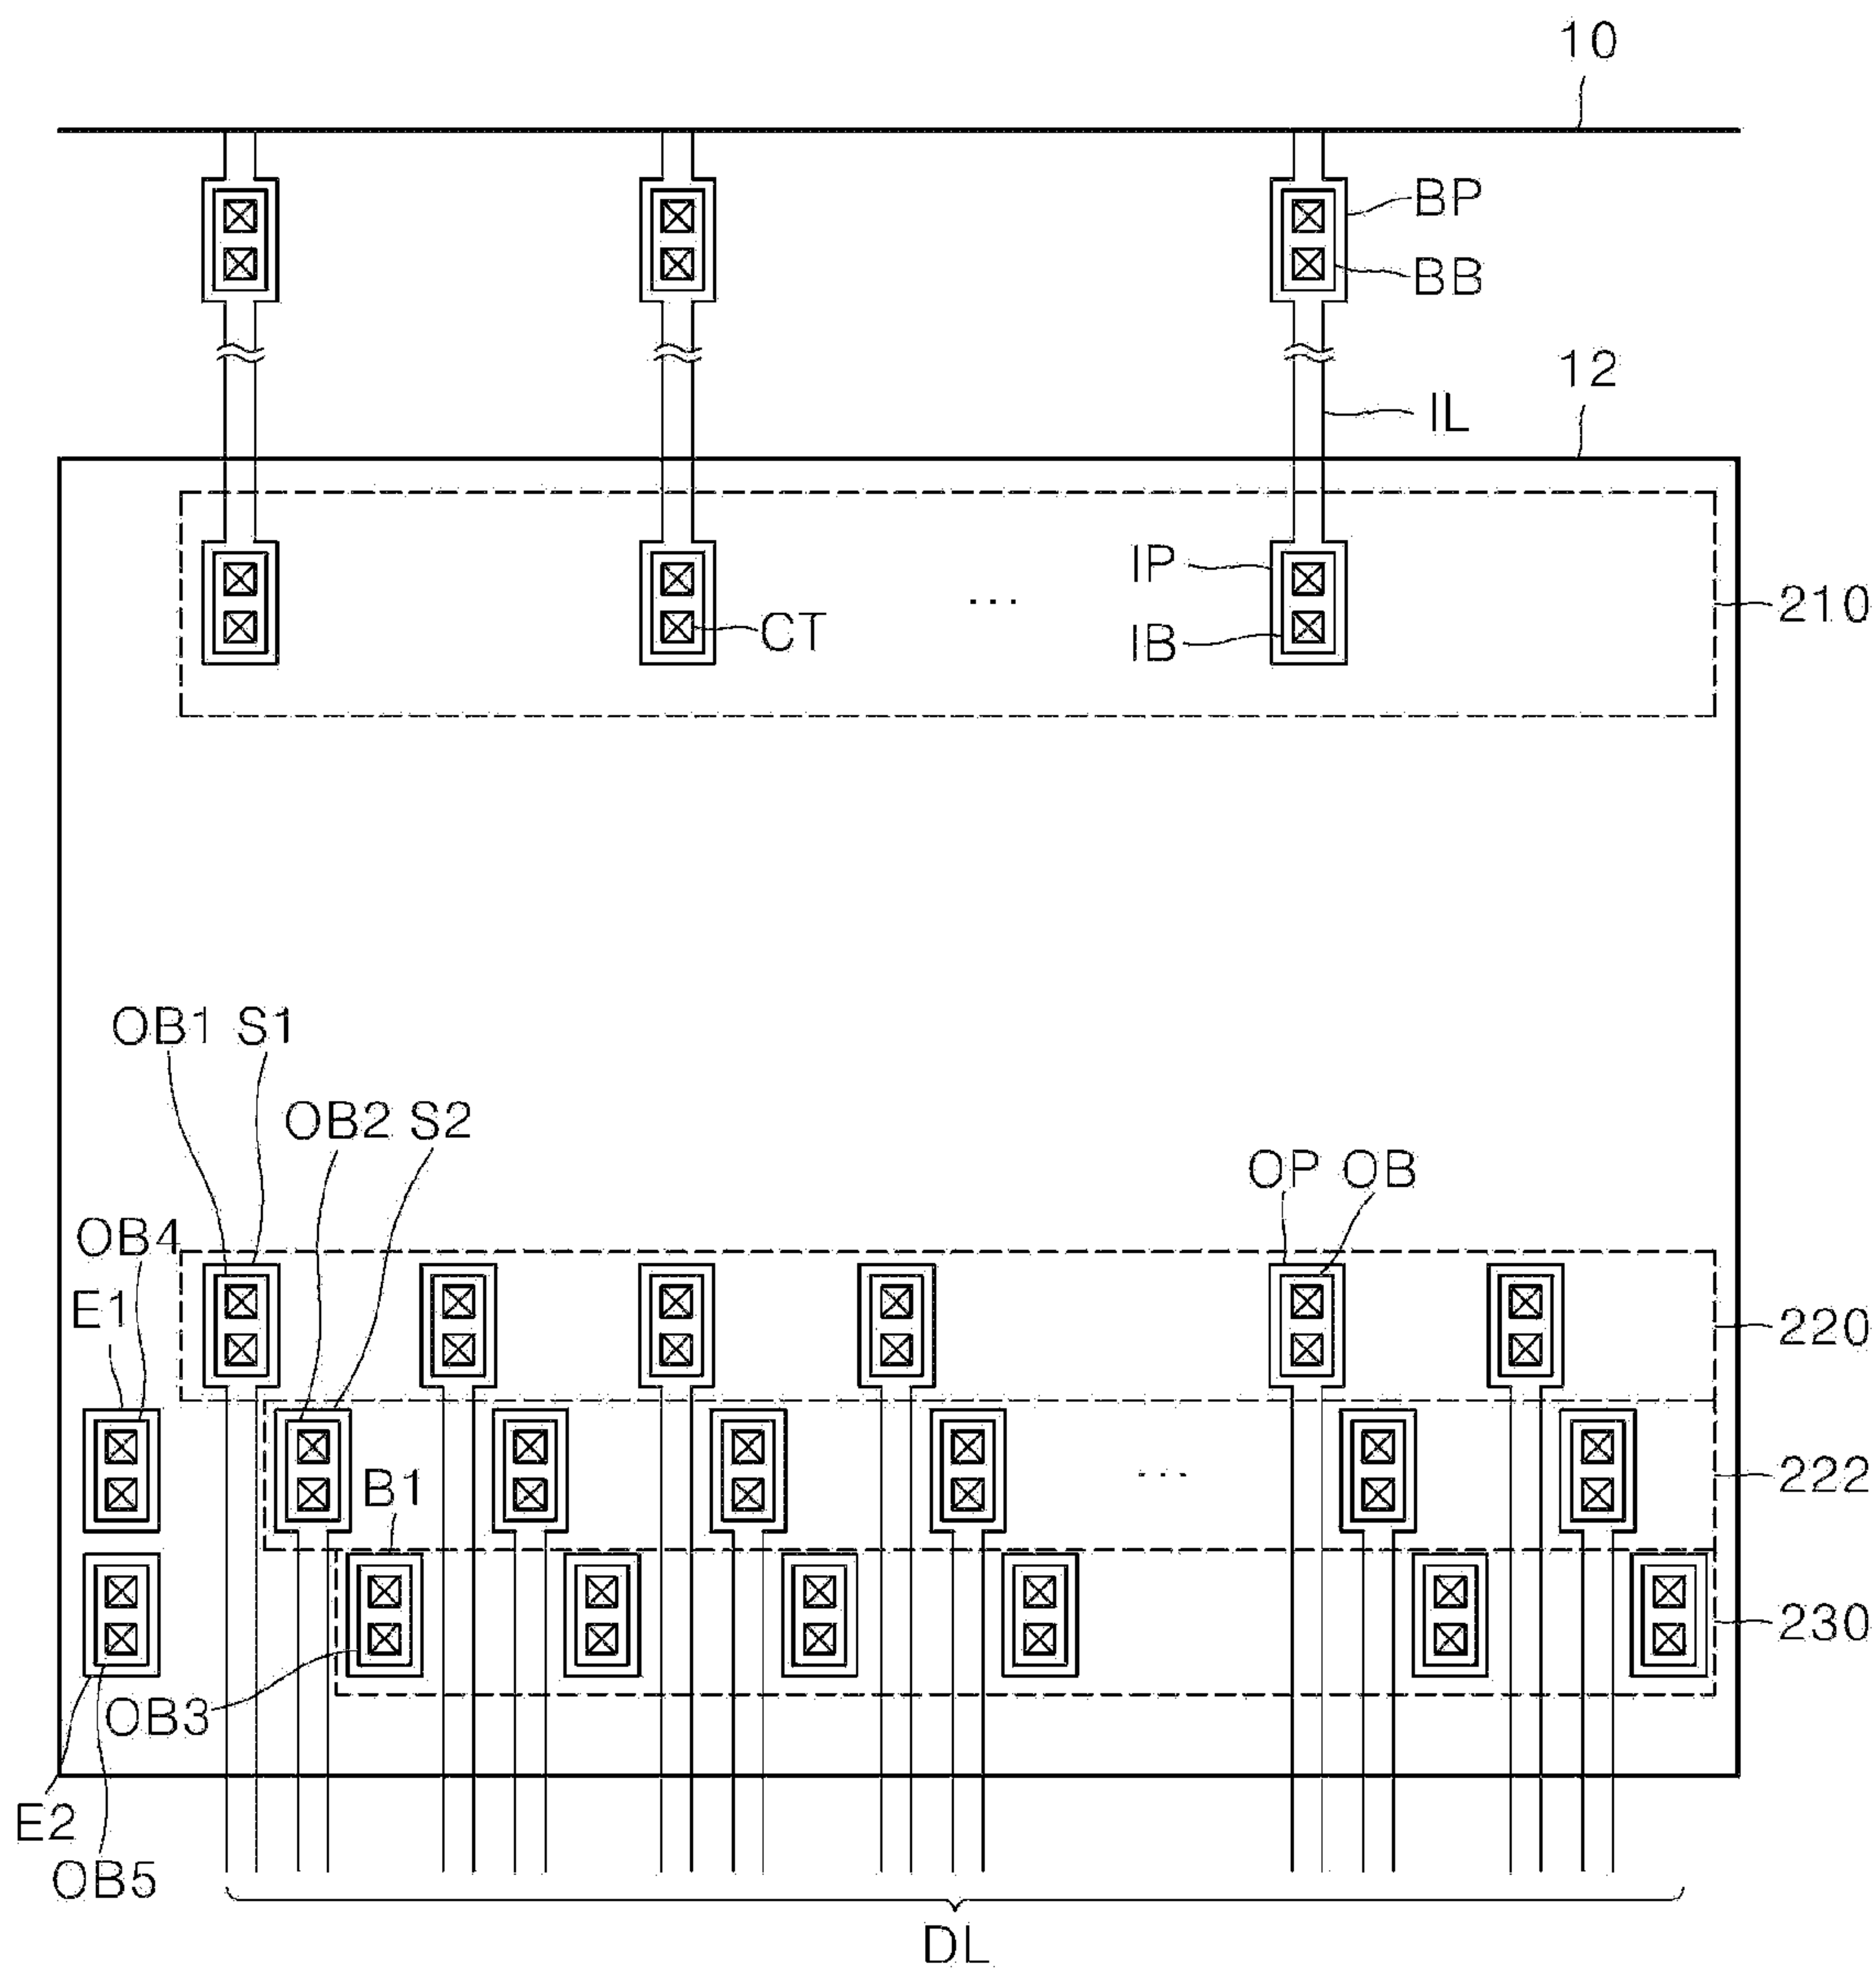 10
BP
BB
12
IL
IP
210
CT
...
IB
OB1 S1
OB2 S2
OP OB
OB4
E1
220
222
B1
...
230
OB3
E2
OB5
DL